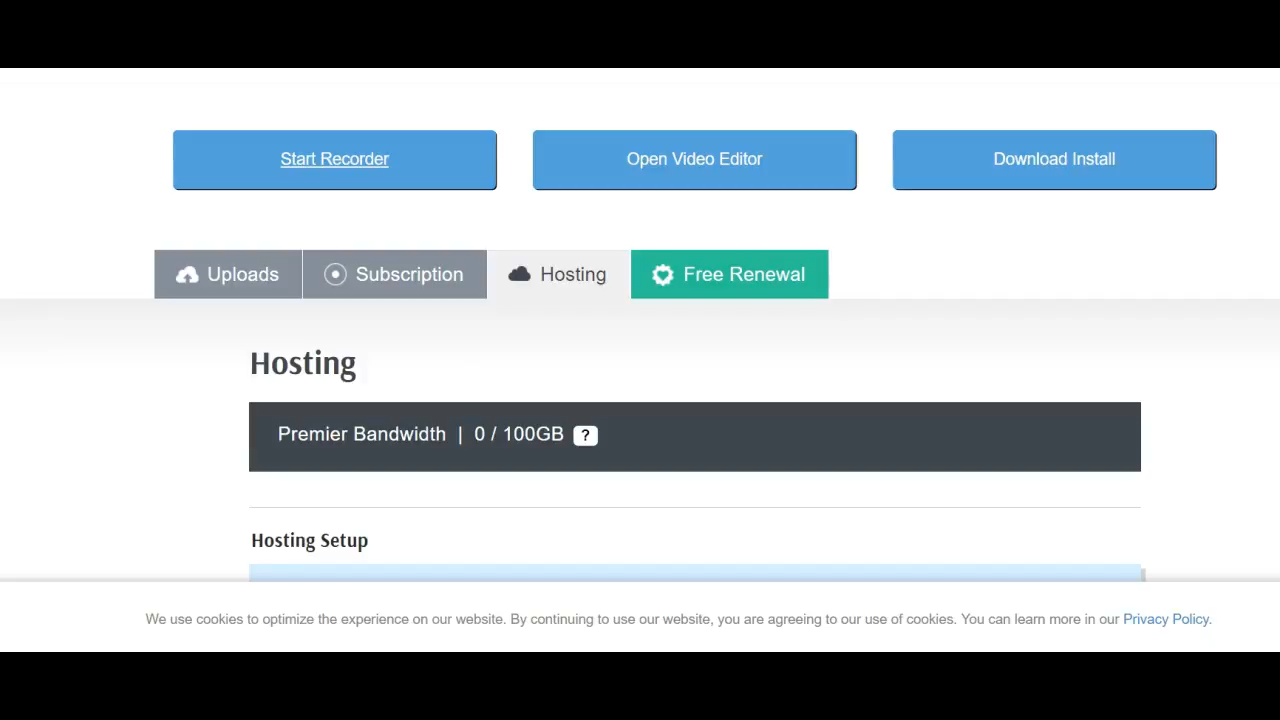 Start Recorder
Open Video Editor
Download Install
Uploads
Subscription
Hosting
Free Renewal
Hosting
Premier Bandwidth | 0 / 100GB ?
Hosting Setup
We use cookies to optimize the experience on our website. By continuing to use our website, you are agreeing to our use of cookies. You can learn more in our Privacy Policy.